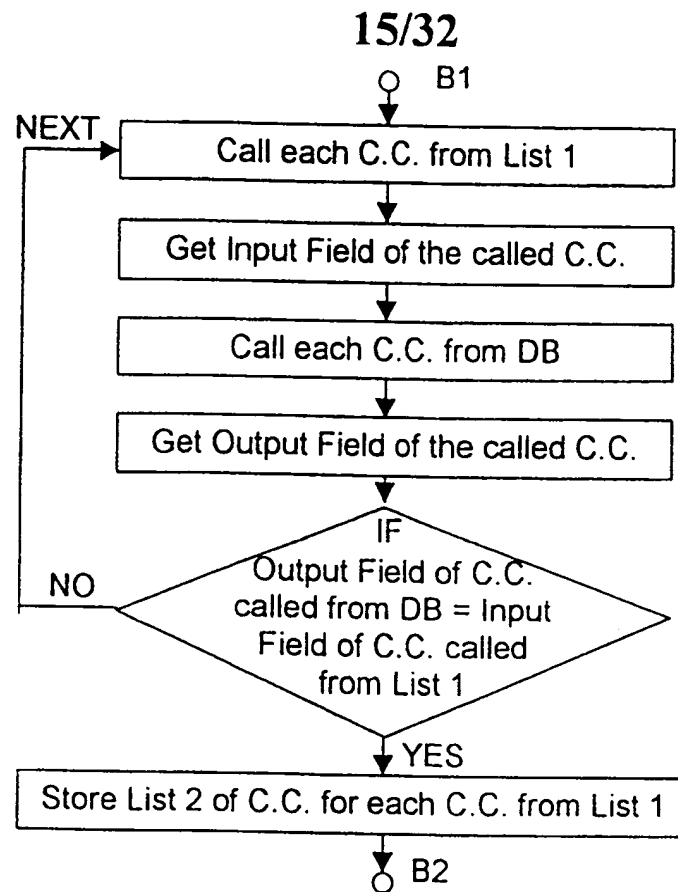 15/32
B1
NEXT
Call each C.C. from List 1
Get Input Field of the called C.C.
Call each C.C. from DB
Get Output Field of the called C.C.
IF
Output Field of C.C.
called from DB = Input
Field of C.C. called
from List 1
NO
YES
Store List 2 of C.C. for each C.C. from List 1
B2